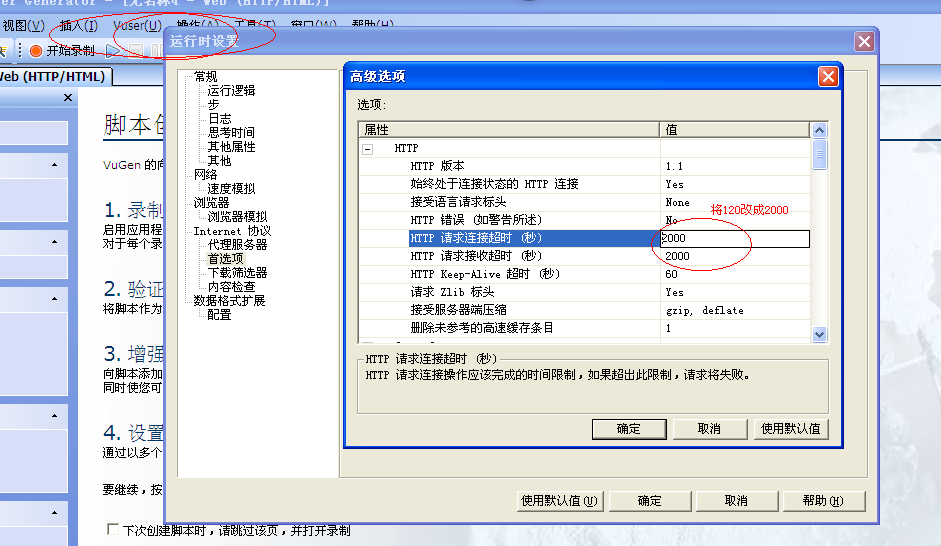 er Generator - [无名称4 - Web (HTTP/HTML)]
视图(V) 插入(I) Vuser(U) 操作(A) 工具(T) 窗口(W) 帮助(H)
开始录制
Web (HTTP/HTML)
脚本创
VuGen 的向
1. 录制
启用应用程
对于每个录
2. 验证
将脚本作为
3. 增强
向脚本添加
同时使您可
4. 设置
通过以多个
要继续，按
下次创建脚本时，请跳过该页，并打开录制
运行时设置
常规
运行逻辑
步
日志
思考时间
其他属性
其他
网络
速度模拟
浏览器
浏览器模拟
Internet 协议
代理服务器
首选项
下载筛选器
内容检查
数据格式扩展
配置
高级选项
选项:
属性 值
HTTP
HTTP 版本 1.1
始终处于连接状态的 HTTP 连接 Yes
接受语言请求标头 None
将120改成2000
HTTP 错误 (如警告所述) No
HTTP 请求连接超时 (秒) 2000
HTTP 请求接收超时 (秒) 2000
HTTP Keep-Alive 超时 (秒) 60
请求 Zlib 标头 Yes
接受服务器端压缩 gzip, deflate
删除未参考的高速缓存条目 1
HTTP 请求连接超时 (秒)
HTTP 请求连接操作应该完成的时间限制，如果超出此限制，请求将失败。
确定 取消 使用默认值
使用默认值(U) 确定 取消 帮助(H)